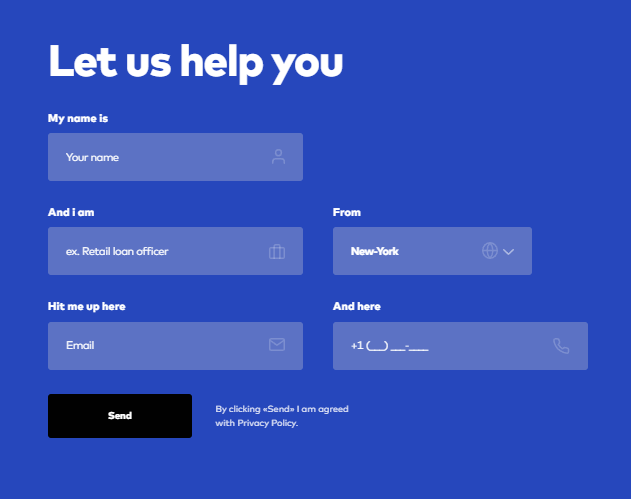 Let us help you
My name is
Your name
And i am
From
ex. Retail loan officer
New-York
Hit me up here
And here
Email
+1 (___) ___-____
Send
By clicking «Send» I am agreed
with Privacy Policy.